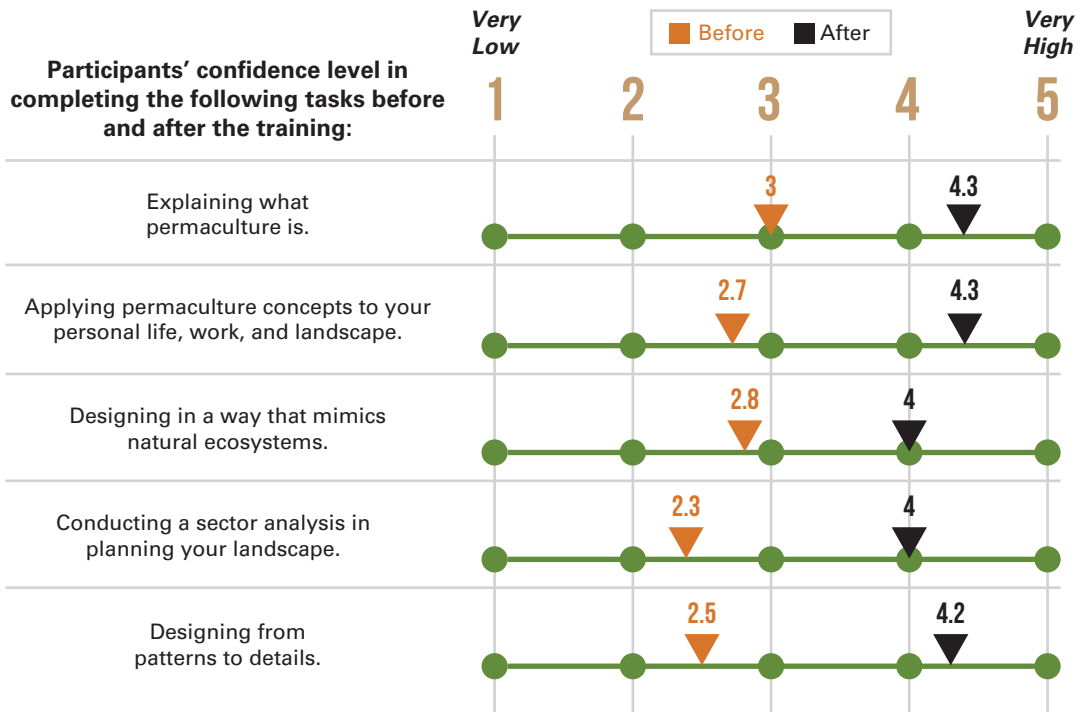 Very
Low
Before
After
Very
High
Participants’ confidence level in
completing the following tasks before
and after the training:
1
2
3
4
5
Explaining what
permaculture is.
3
4.3
Applying permaculture concepts to your
personal life, work, and landscape.
2.7
4.3
Designing in a way that mimics
natural ecosystems.
2.8
4
Conducting a sector analysis in
planning your landscape.
2.3
4
Designing from
patterns to details.
2.5
4.2